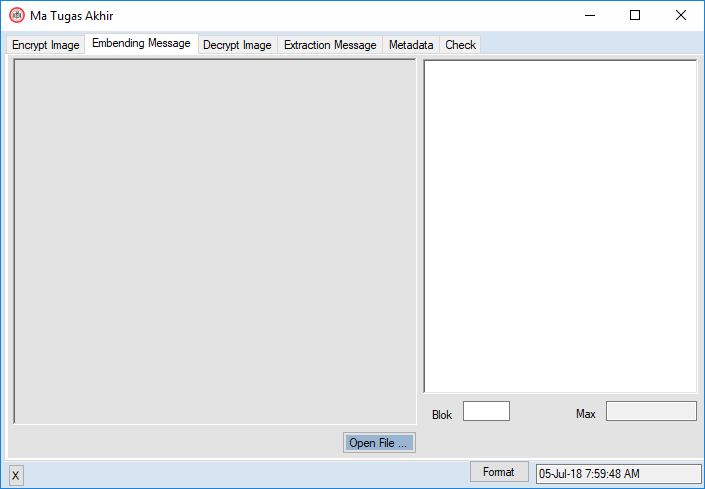 Ma Tugas Akhir
Encrypt Image Embending Message Decrypt Image Extraction Message Metadata Check
Blok Max
Open File ...
X Format 05-Jul-18 7:59:48 AM